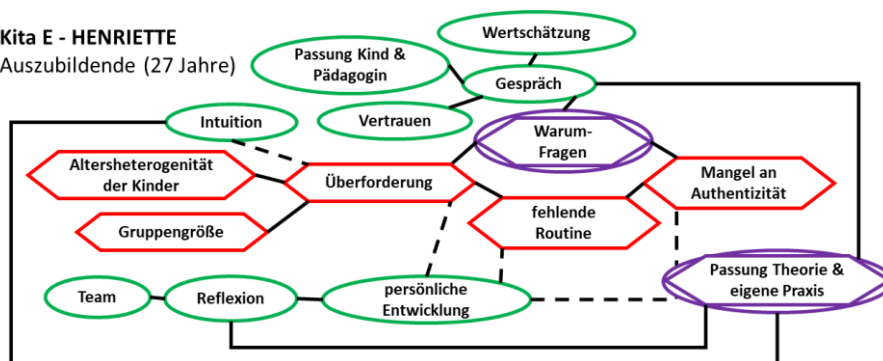 Kita E - HENRIETTE
Auszubildende (27 Jahre)
Wertschätzung
Passung Kind &
Pädagogin
Gespräch
Intuition
Vertrauen
Warum-
Fragen
Altersheterogenität
der Kinder
Überforderung
Mangel an
Authentizität
Gruppengröße
fehlende
Routine
Passung Theorie &
eigene Praxis
Team
Reflexion
persönliche
Entwicklung